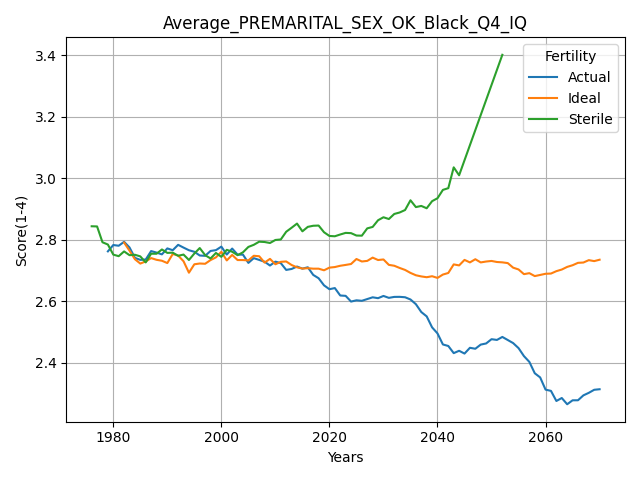 Average_PREMARITAL_SEX_OK_Black_Q4_IQ
Score(1-4)
3.4
3.2
3.0
2.8
2.6
2.4
Fertility
Actual
Ideal
Sterile
1980
2000
2020
2040
2060
Years